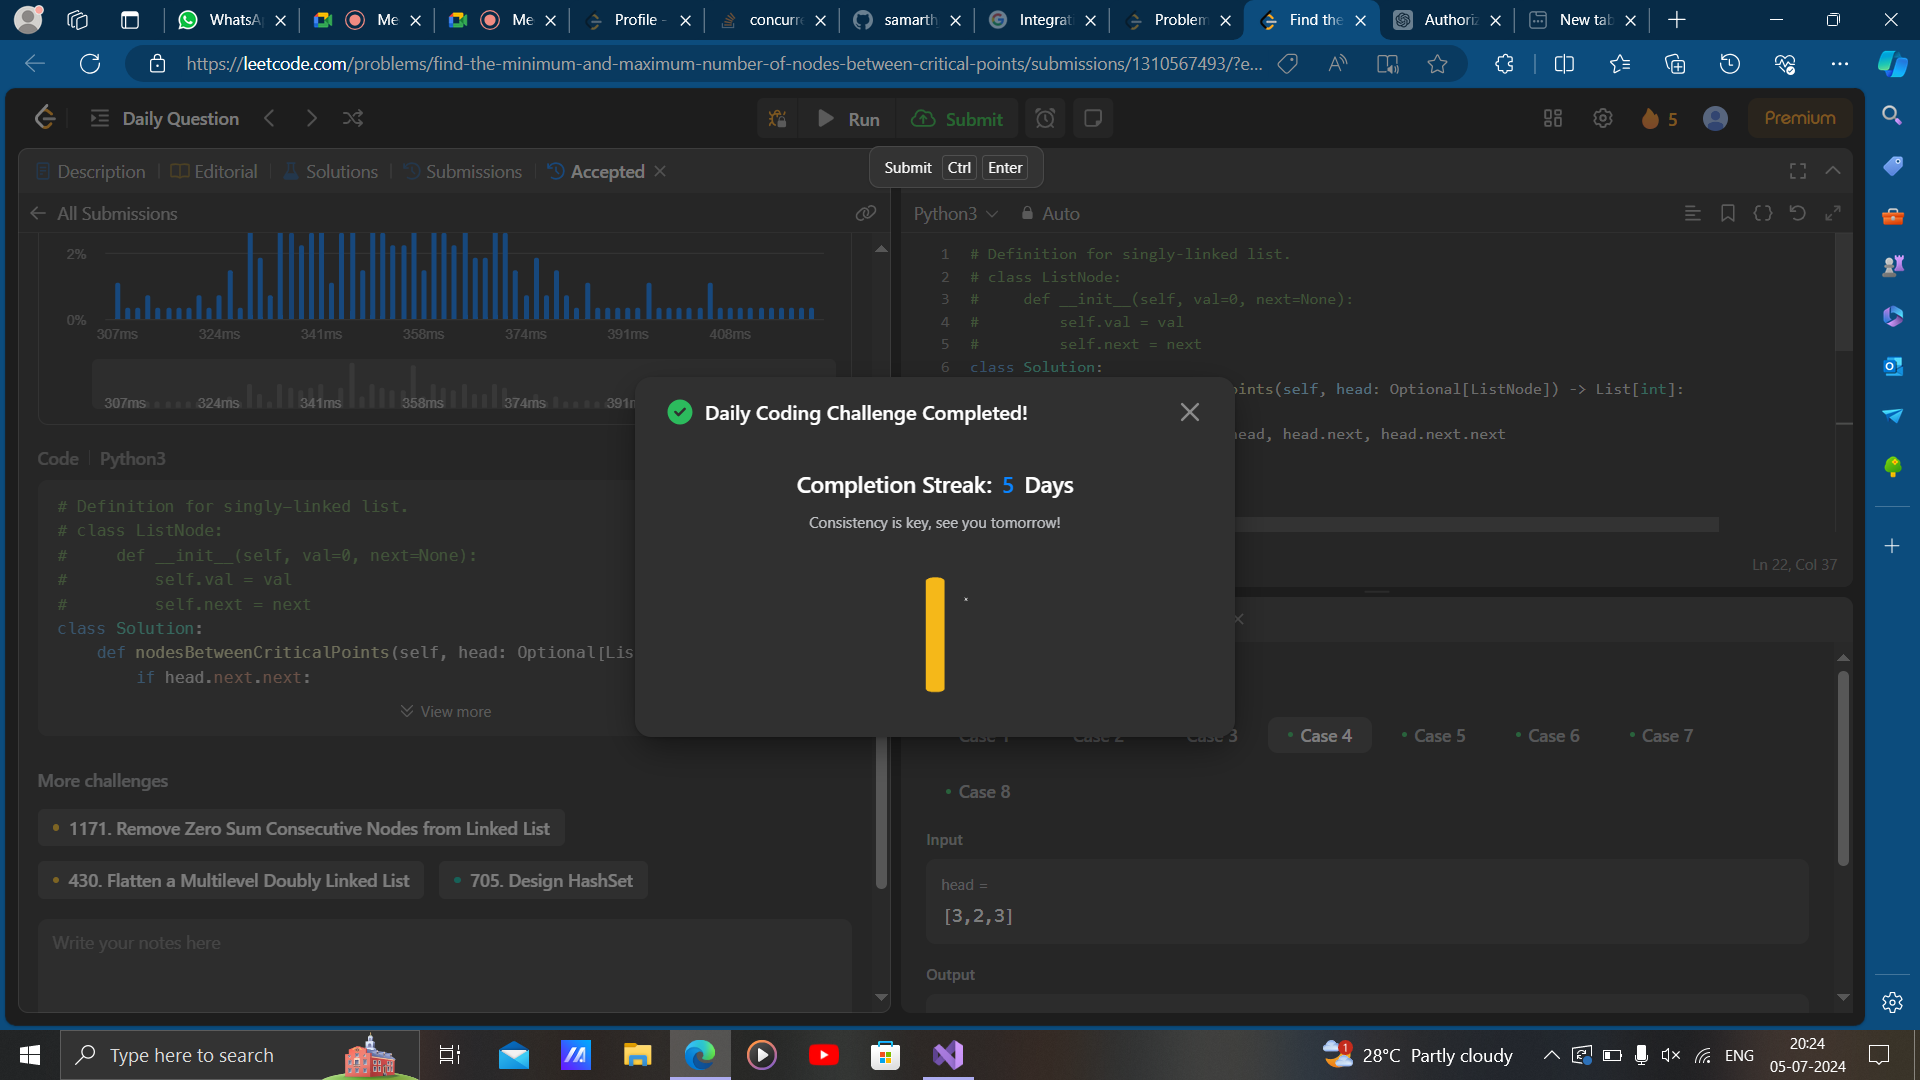 WhatsA
Me
Me
Profile -
concurre
samarth
Integrat
Problem
Find the
Authoriz
New tab
https://leetcode.com/problems/find-the-minimum-and-maximum-number-of-nodes-between-critical-points/submissions/1310567493/?e...
Daily Question
Run
Submit
5
Premium
Submit Ctrl Enter
Description
Editorial
Solutions
Submissions
Accepted
All Submissions
2%
0%
307ms 324ms 341ms 358ms 374ms 391ms 408ms
307ms 324ms 341ms 358ms 374ms 391m
Code | Python3
# Definition for singly-linked list.
# class ListNode:
#     def __init__(self, val=0, next=None):
#         self.val = val
#         self.next = next
class Solution:
    def nodesBetweenCriticalPoints(self, head: Optional[Lis
        if head.next.next:
View more
More challenges
1171. Remove Zero Sum Consecutive Nodes from Linked List
430. Flatten a Multilevel Doubly Linked List
705. Design HashSet
Write your notes here
Python3
Auto
1 # Definition for singly-linked list.
2 # class ListNode:
3 #     def __init__(self, val=0, next=None):
4 #         self.val = val
5 #         self.next = next
6 class Solution:
ints(self, head: Optional[ListNode]) -> List[int]:
ead, head.next, head.next.next
Ln 22, Col 37
Daily Coding Challenge Completed!
Completion Streak: 5 Days
Consistency is key, see you tomorrow!
Case 1 Case 2 Case 3 Case 4 Case 5 Case 6 Case 7
Case 8
Input
head =
[3,2,3]
Output
Type here to search
1
28°C Partly cloudy
ENG
20:24
05-07-2024